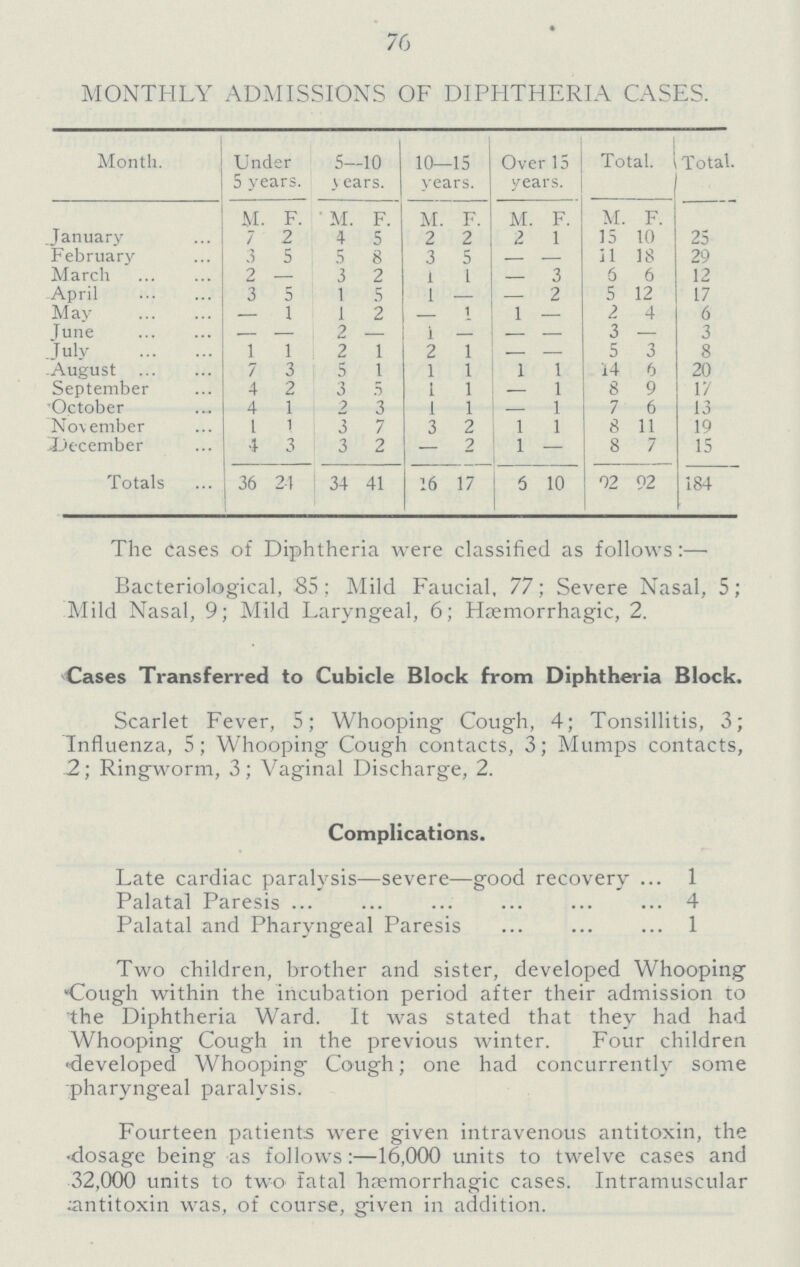 76
MONTHLY ADMISSIONS OF DIPHTHERIA CASES.
Month. Under 5 years. 5—10 years. 10—15 years. Over 15 years. Total. Total.
M. F. M. F. M. F. M. F. M. F.
January ... 7 2 4 5 2 2 2 1 15 10 25
February ... 3 5 5 8 3 5 — — 11 18 29
March ... ... 2 — 3 2 1 1 — 3 6 6 12
April ... ... 3 5 1 5 1 — — 2 5 12 17
May ... ... — 1 1 2 — 1 1 — 2 4 6
June ... ... — — 2 — 1 — — — 3 — 3
July ... ... 1 1 2 1 2 1 — — 5 3 8
August ... ... 7 3 5 1 1 1 1 1 14 6 20
September ... 4 2 3 5 1 1 — 1 8 9 17
October ... 4 1 2 3 1 1 — 1 7 6 13
November ... 1 1 3 7 3 2 1 1 8 11 19
December ... 4 3 3 2 — 2 1 — 8 7 15
Totals ... 36 24 34 41 16 17 6 10 92 92 184
The cases of Diphtheria were classified as follows:—
Bacteriological, 85; Mild Faucial, 77; Severe Nasal, 5;
Mild Nasal, 9; Mild Laryngeal, 6; Hæmorrhagic, 2.
Cases Transferred to Cubicle Block from Diphtheria Block.
Scarlet Fever, 5; Whooping Cough, 4; Tonsillitis, 3;
Influenza, 5; Whooping Cough contacts, 3; Mumps contacts,
2; Ringworm, 3; Vaginal Discharge, 2.
Complications.
Late cardiac paralysis—severe—good recovery ... 1
Palatal Paresis ... ... ... ... ... ... 4
Palatal and Pharyngeal Paresis ... ... ... 1
Two children, brother and sister, developed Whooping
Cough within the incubation period after their admission to
the Diphtheria Ward. It was stated that they had had
Whooping Cough in the previous winter. Four children
developed Whooping Cough; one had concurrently some
pharyngeal paralysis.
Fourteen patients were given intravenous antitoxin, the
dosage being as follows:—16,000 units to twelve cases and
32,000 units to two fatal hæmorrhagic cases. Intramuscular
antitoxin was, of course, given in addition.